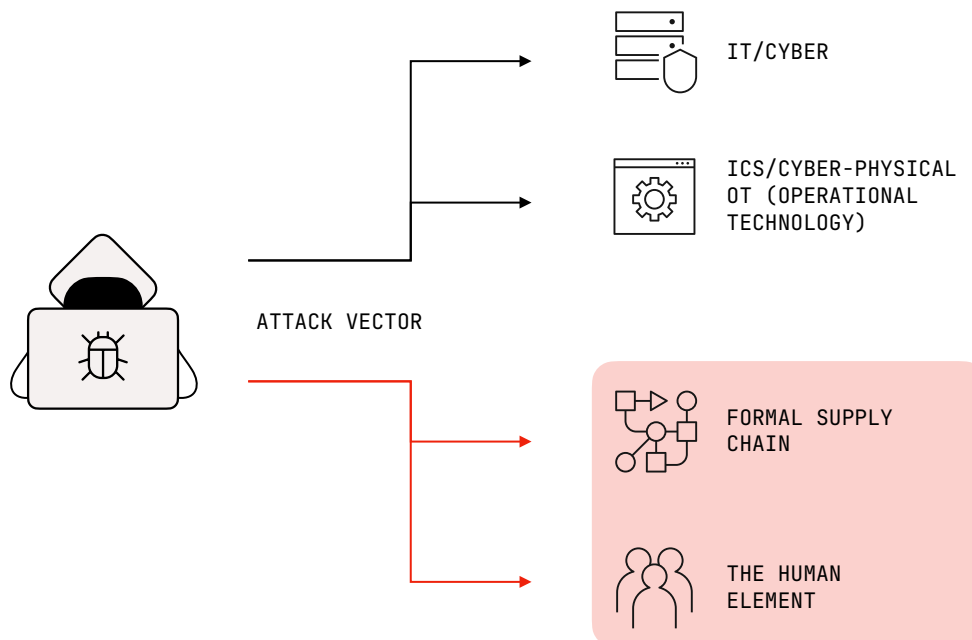 IT/CYBER
ICS/CYBER-PHYSICAL
OT (OPERATIONAL
TECHNOLOGY)
ATTACK VECTOR
FORMAL SUPPLY
CHAIN
THE HUMAN
ELEMENT